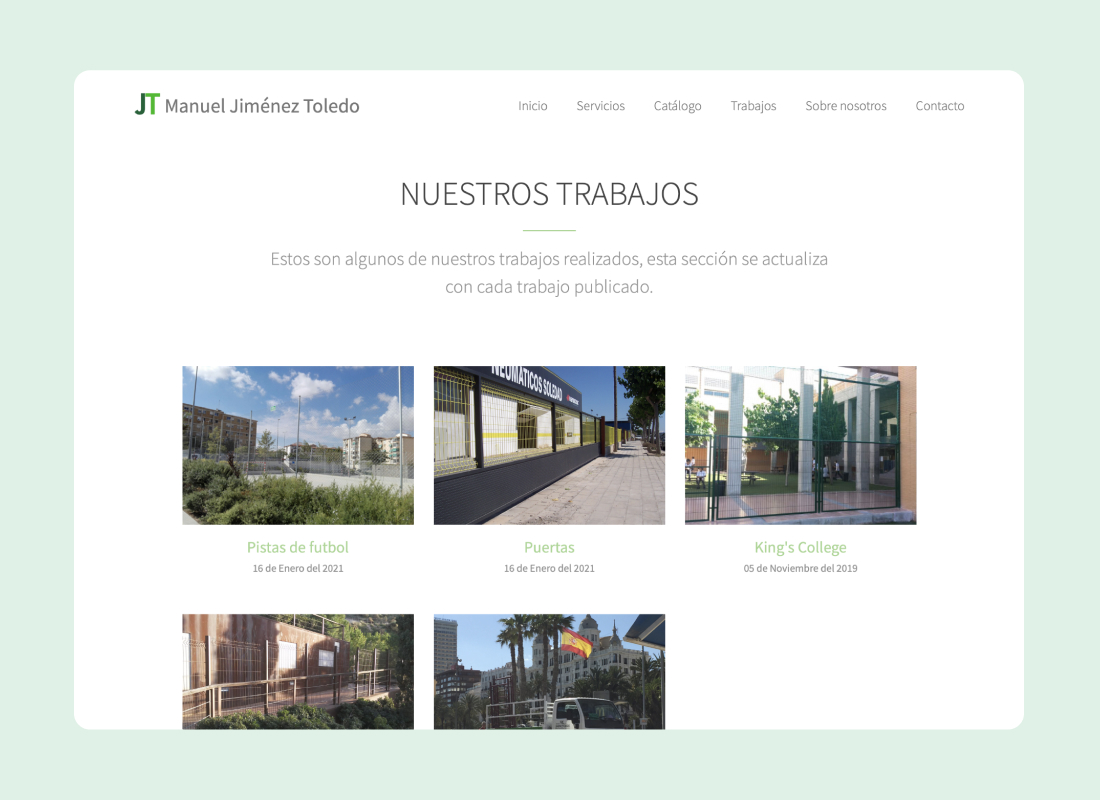 JT Manuel Jiménez Toledo
Inicio Servicios Catálogo Trabajos Sobre nosotros Contacto
NUESTROS TRABAJOS
Estos son algunos de nuestros trabajos realizados, esta sección se actualiza
con cada trabajo publicado.
NEUMATICOS SOLEDAD
Pistas de futbol
16 de Enero del 2021
Puertas
16 de Enero del 2021
King's College
05 de Noviembre del 2019